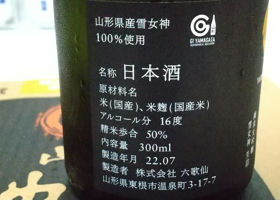 山形県産雪女神
100%使用
GI YAMAGATA
名称 日本酒
原材料名
米(国産)、米麹(国産米)
アルコール分 16度
精米歩合 50%
内容量 300ml
製造年月 22.07
製造者 株式会社 六歌仙
山形県東根市温泉町3-17-7